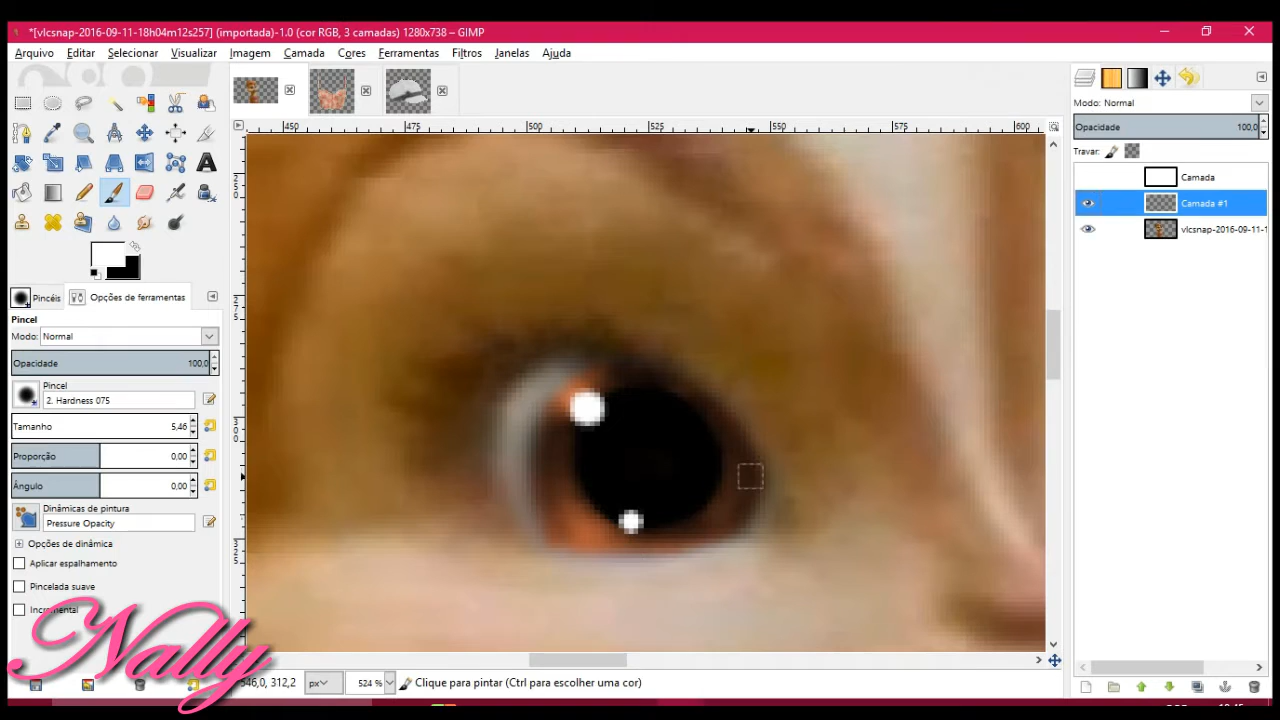 *[vlcsnap-2016-09-11-18h04m12s257] (importada)-1.0 (cor RGB, 3 camadas) 1280x738 – GIMP
Arquivo Editar Selecionar Visualizar Imagem Camada Cores Ferramentas Filtros Janelas Ajuda
450 475 500 525 550 575 600
Modo: Normal
Opacidade 100,0
Travar:
Camada
Camada #1
vlcsnap-2016-09-11-1
Pincéis Opções de ferramentas
Pincel
Modo: Normal
Opacidade 100,0
Pincel
2. Hardness 075
Tamanho 5.46
Proporção 0,00
Ângulo 0,00
Dinâmicas de pintura
Pressure Opacity
Opções de dinâmica
Aplicar espalhamento
Pincelada suave
Incremental
Nally
546,0, 312,2 px 524 % Clique para pintar (Ctrl para escolher uma cor)